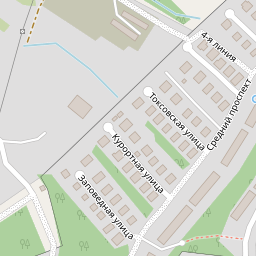 4-я линия
Средний проспект
Токсовская улица
Курортная улица
Заповедная улица